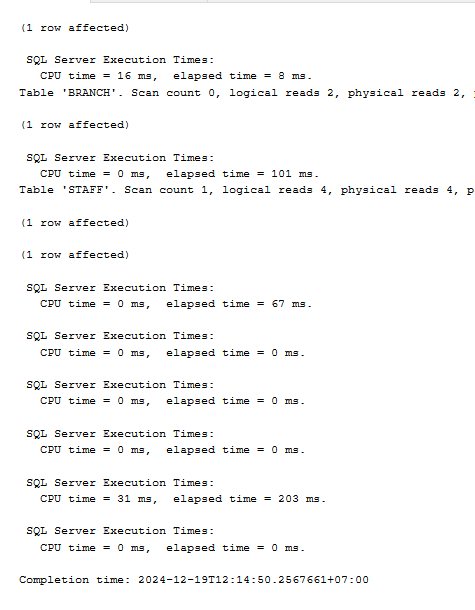 (1 row affected)
SQL Server Execution Times:
CPU time = 16 ms, elapsed time = 8 ms.
Table 'BRANCH'. Scan count 0, logical reads 2, physical reads 2,
(1 row affected)
SQL Server Execution Times:
CPU time = 0 ms, elapsed time = 101 ms.
Table 'STAFF'. Scan count 1, logical reads 4, physical reads 4, p
(1 row affected)
(1 row affected)
SQL Server Execution Times:
CPU time = 0 ms, elapsed time = 67 ms.
SQL Server Execution Times:
CPU time = 0 ms, elapsed time = 0 ms.
SQL Server Execution Times:
CPU time = 0 ms, elapsed time = 0 ms.
SQL Server Execution Times:
CPU time = 0 ms, elapsed time = 0 ms.
SQL Server Execution Times:
CPU time = 31 ms, elapsed time = 203 ms.
SQL Server Execution Times:
CPU time = 0 ms, elapsed time = 0 ms.
Completion time: 2024-12-19T12:14:50.2567661+07:00